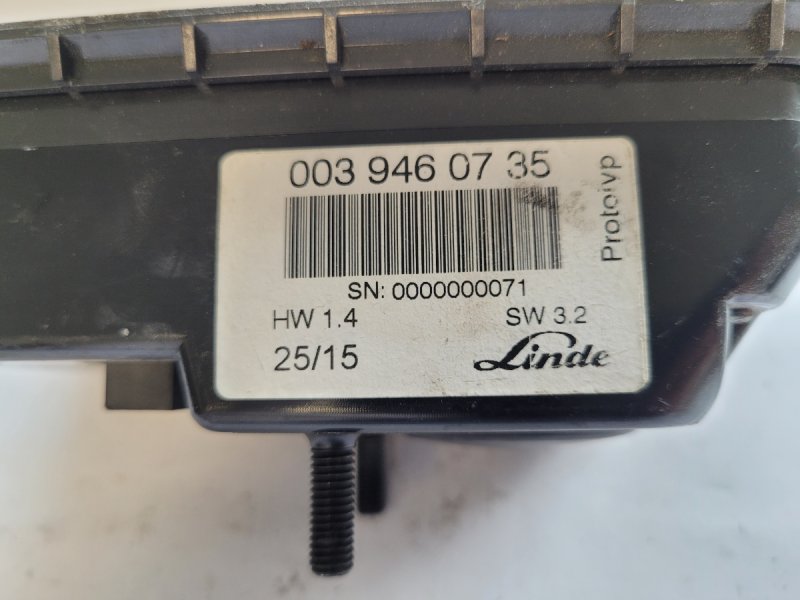 003 946 07 35
SN: 0000000071
HW 1.4
SW 3.2
25/15
Linde
Prototyp